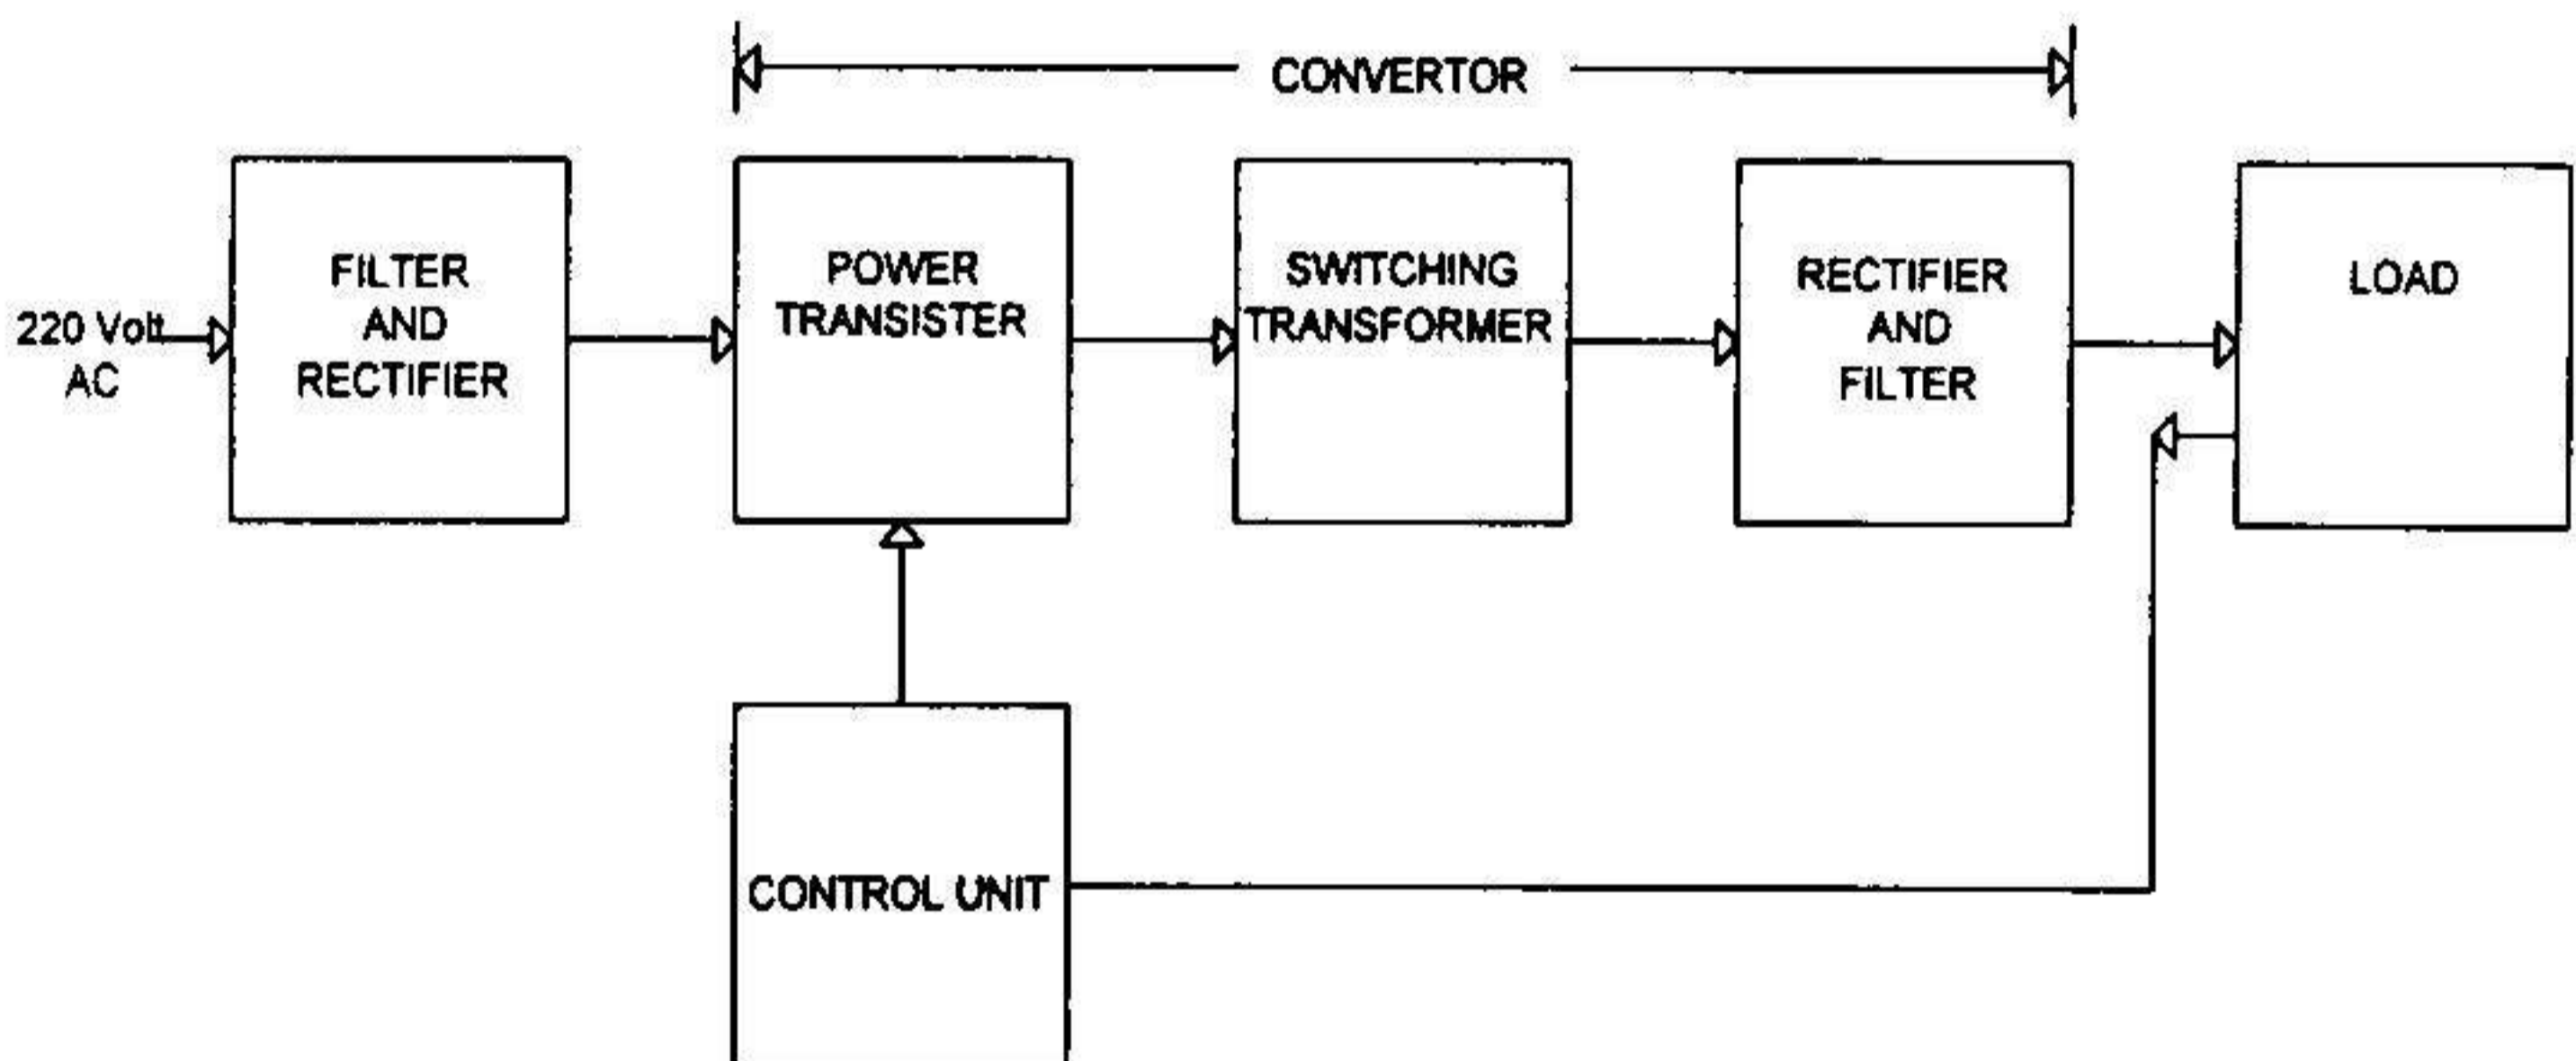 CONVERTOR
220 Volt
AC
FILTER
AND
RECTIFIER
POWER
TRANSISTER
SWITCHING
TRANSFORMER
RECTIFIER
AND
FILTER
LOAD
CONTROL UNIT